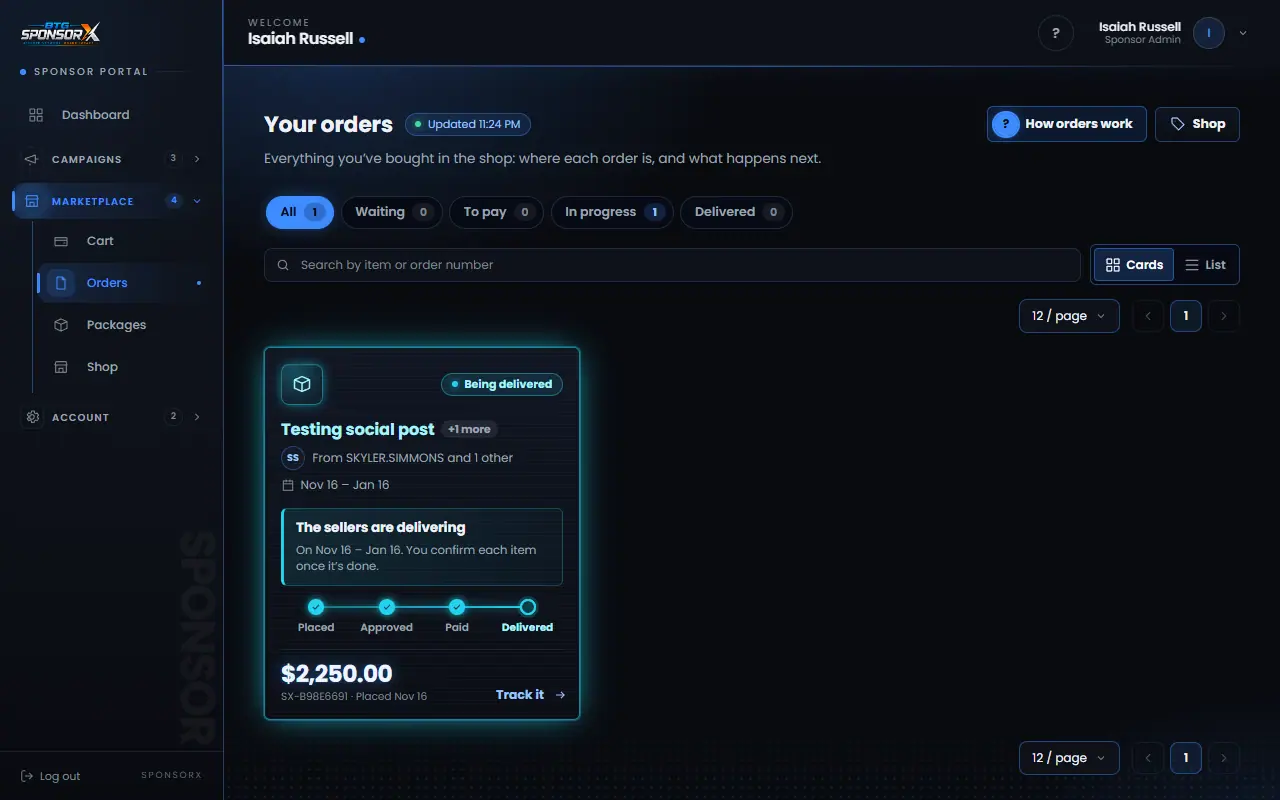 BTG
SPONSORX
SPONSOR PORTAL
Dashboard
CAMPAIGNS 3
MARKETPLACE 4
Cart
Orders
Packages
Shop
ACCOUNT 2
SPONSOR
Log out
SPONSORX
WELCOME
Isaiah Russell
?
Isaiah Russell
Sponsor Admin
I
Your orders
Updated 11:24 PM
? How orders work
Shop
Everything you’ve bought in the shop: where each order is, and what happens next.
All 1
Waiting 0
To pay 0
In progress 1
Delivered 0
Search by item or order number
Cards
List
12 / page
1
Being delivered
Testing social post +1 more
SS From SKYLER.SIMMONS and 1 other
Nov 16 – Jan 16
The sellers are delivering
On Nov 16 – Jan 16. You confirm each item
once it’s done.
Placed Approved Paid Delivered
$2,250.00
SX-B98E6691 · Placed Nov 16
Track it →
12 / page
1